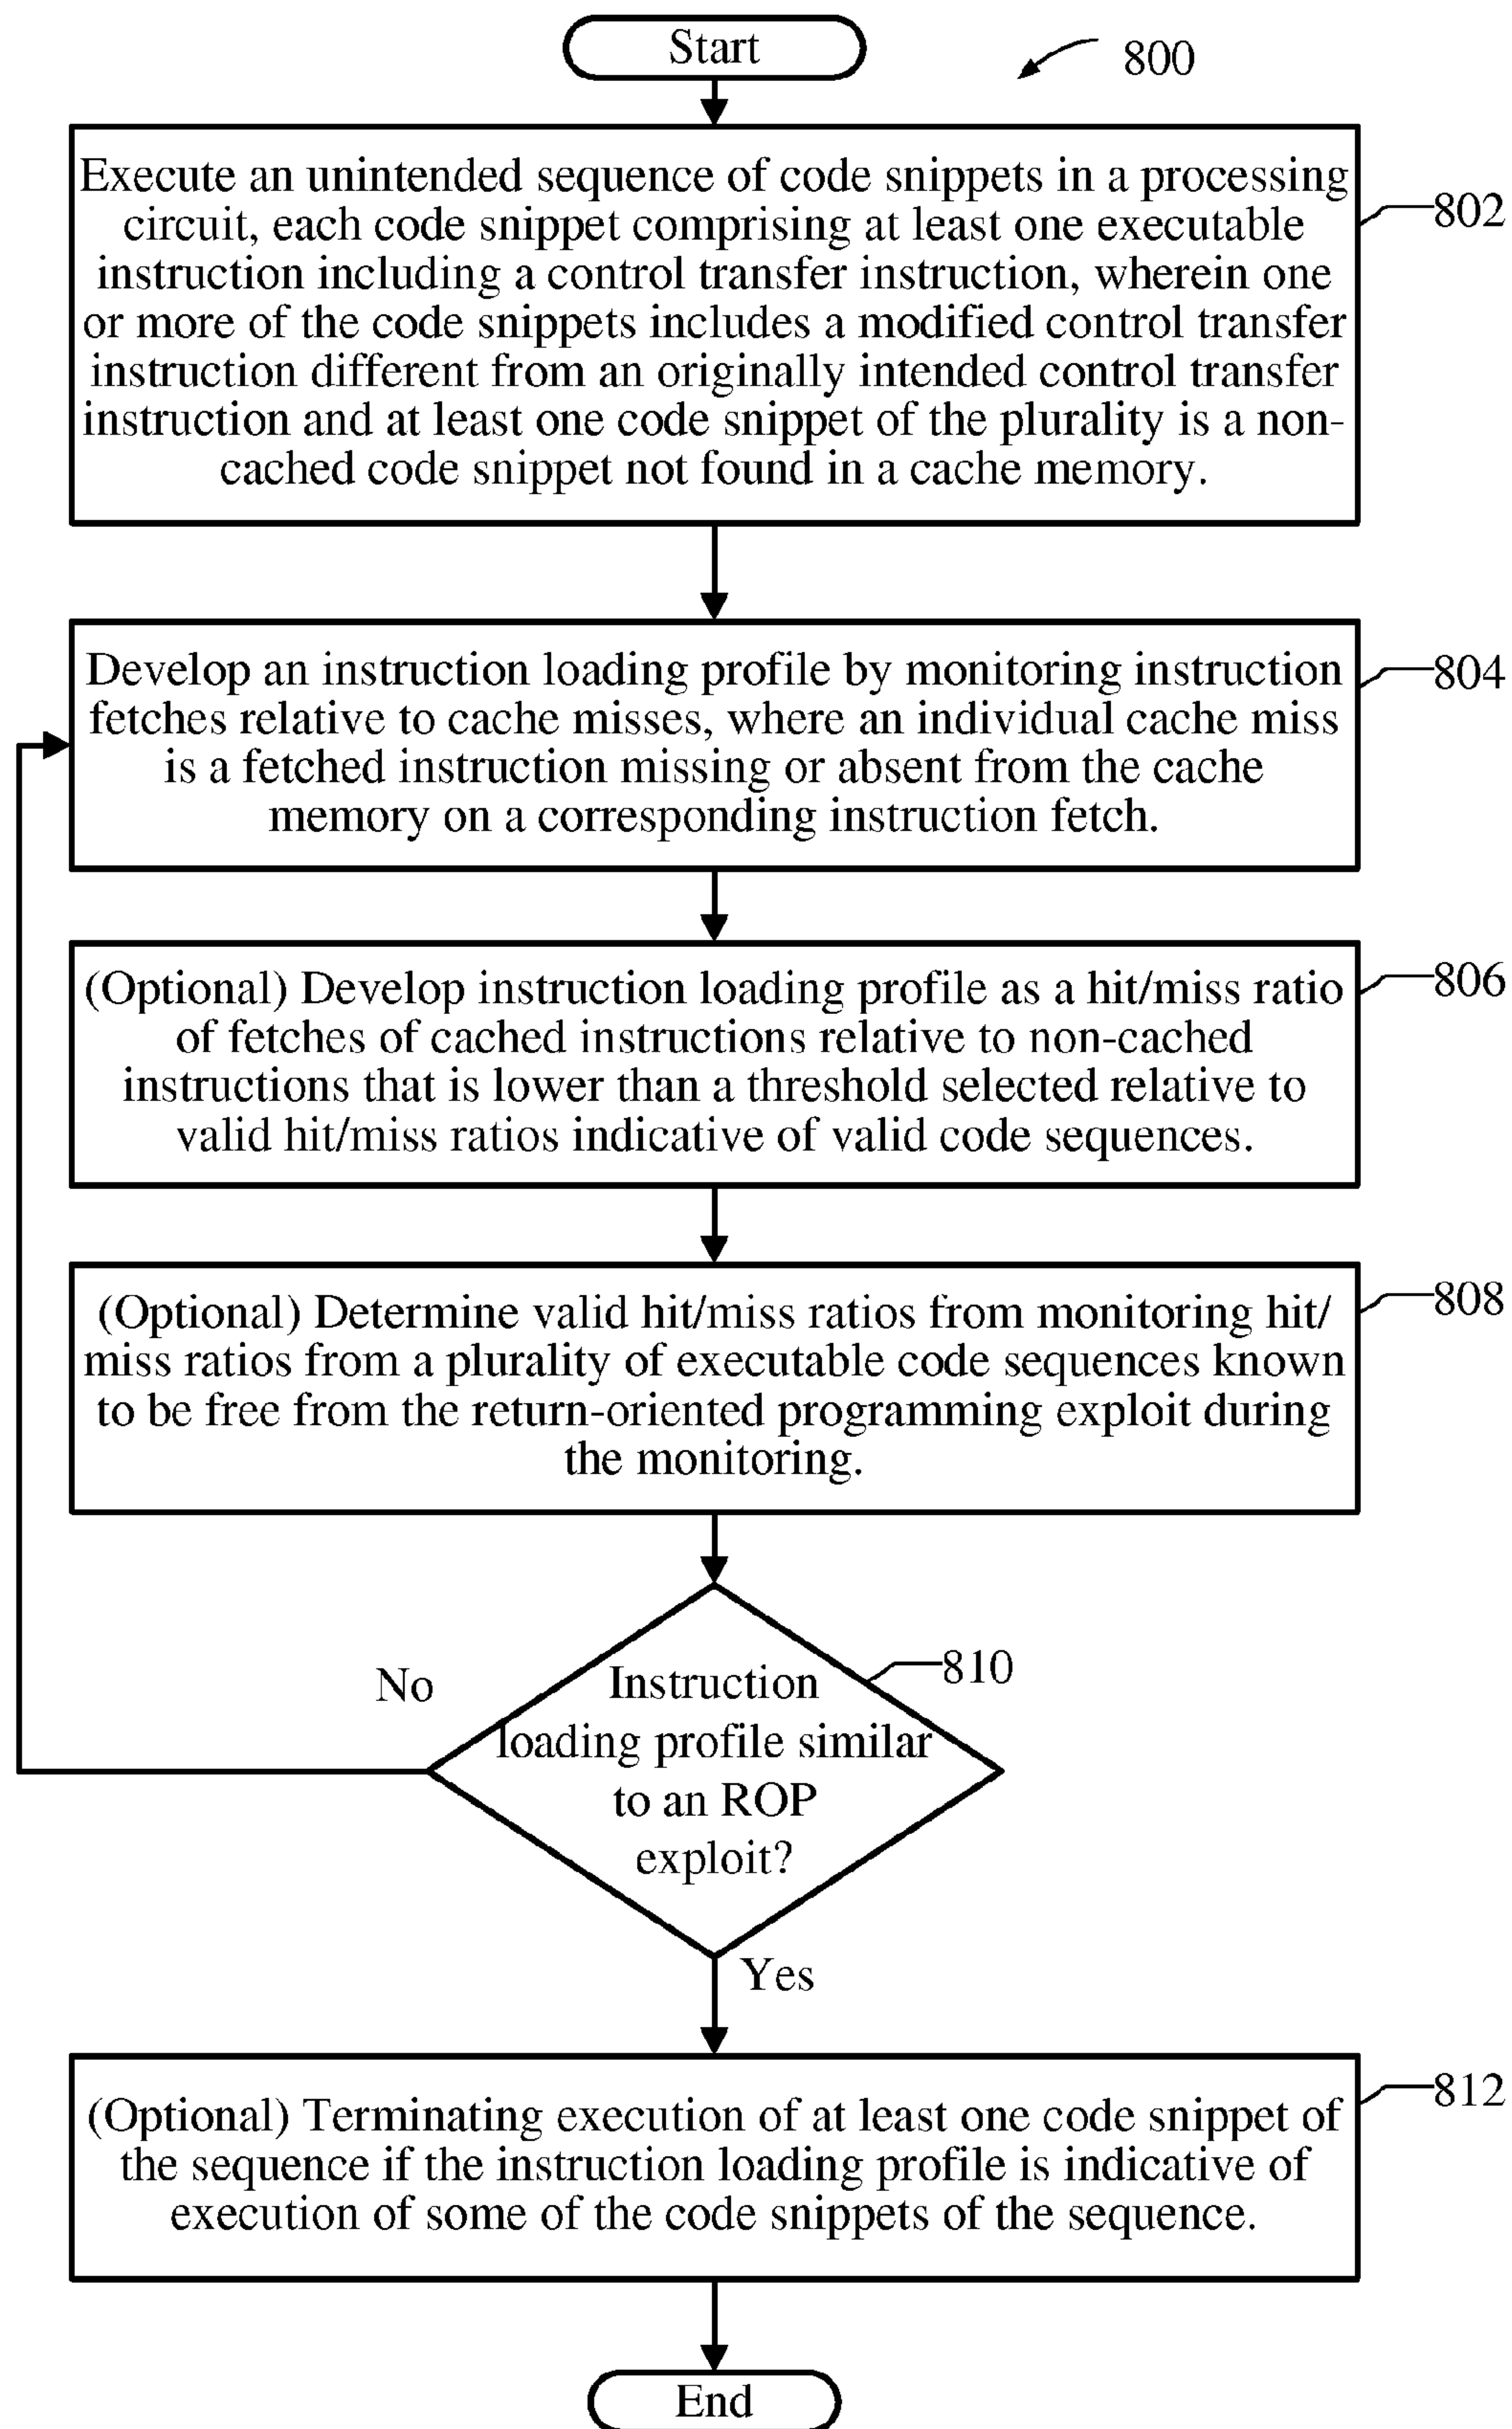 Start
800
Execute an unintended sequence of code snippets in a processing
circuit, each code snippet comprising at least one executable
instruction including a control transfer instruction, wherein one
or more of the code snippets includes a modified control transfer
instruction different from an originally intended control transfer
instruction and at least one code snippet of the plurality is a non-
cached code snippet not found in a cache memory.
802
Develop an instruction loading profile by monitoring instruction
fetches relative to cache misses, where an individual cache miss
is a fetched instruction missing or absent from the cache
memory on a corresponding instruction fetch.
804
(Optional) Develop instruction loading profile as a hit/miss ratio
of fetches of cached instructions relative to non-cached
instructions that is lower than a threshold selected relative to
valid hit/miss ratios indicative of valid code sequences.
806
(Optional) Determine valid hit/miss ratios from monitoring hit/
miss ratios from a plurality of executable code sequences known
to be free from the return-oriented programming exploit during
the monitoring.
808
No
Instruction
loading profile similar
to an ROP
exploit?
810
Yes
(Optional) Terminating execution of at least one code snippet of
the sequence if the instruction loading profile is indicative of
execution of some of the code snippets of the sequence.
812
End